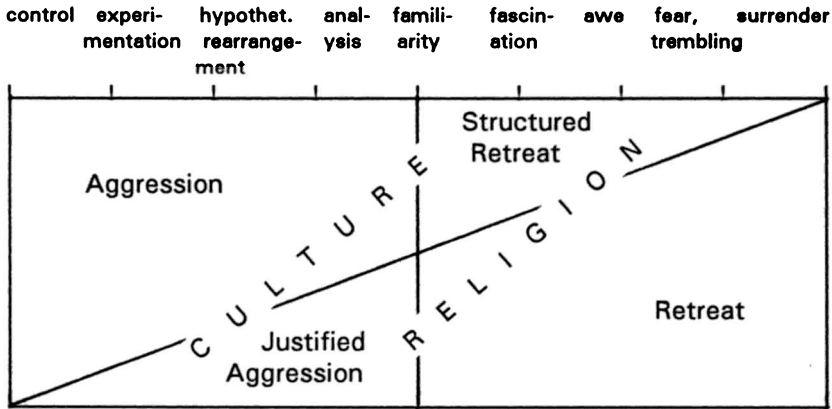 control experi- hypothet. anal- famili- fascin- awe fear, surrender
mentation rearrange- ysis arity ation trembling
ment
Structured
Retreat
Aggression
CULTURE
RELIGION
Retreat
Justified
Aggression